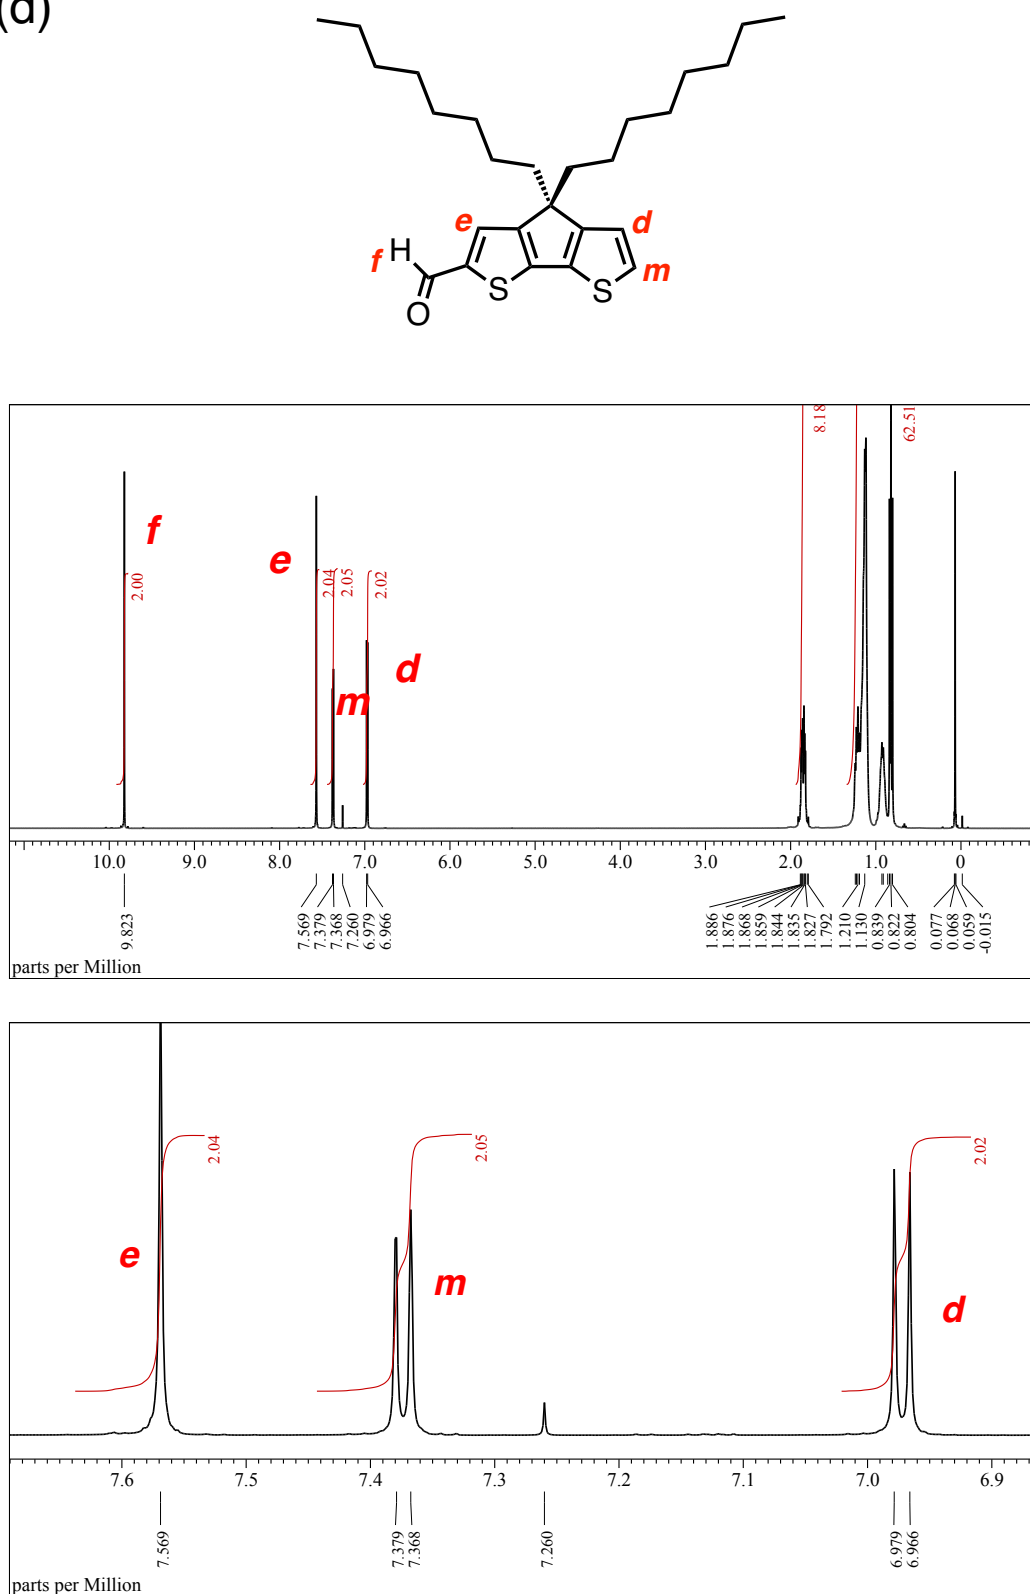 (d)
e
d
f
H
m
S
S
O
8.18
62.51
f
e
2.00
2.04
2.05
2.02
d
m
10.0 9.0 8.0 7.0 6.0 5.0 4.0 3.0 2.0 1.0 0
9.823
7.569
7.379
7.368
7.260
6.979
6.966
1.886
1.876
1.868
1.859
1.844
1.835
1.827
1.792
1.210
1.130
0.839
0.822
0.804
0.077
0.068
0.059
-0.015
parts per Million
2.04
2.05
2.02
e
m
d
7.6 7.5 7.4 7.3 7.2 7.1 7.0 6.9
7.569
7.379
7.368
7.260
6.979
6.966
parts per Million